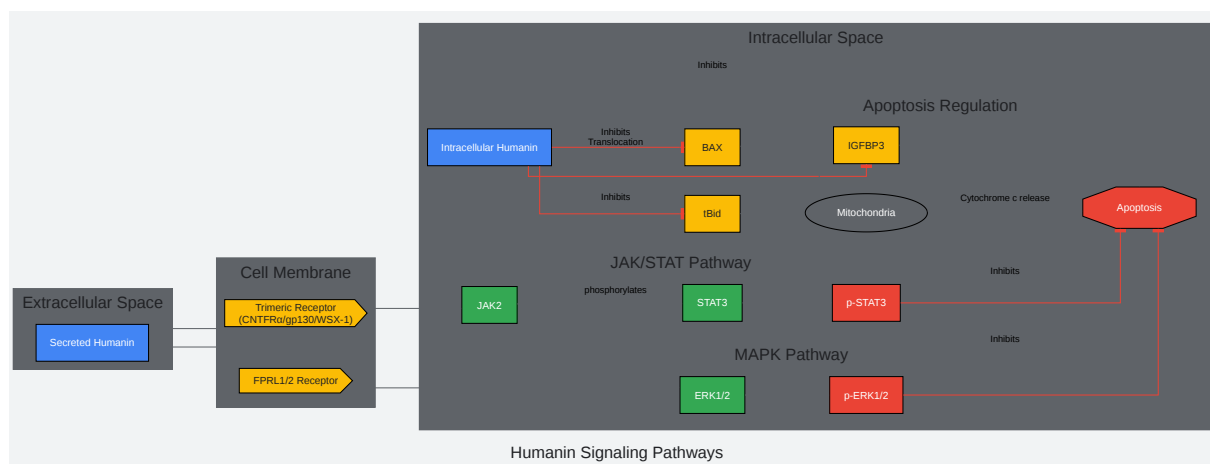 Intracellular Space
Inhibits
Apoptosis Regulation
Intracellular Humanin
Inhibits
Translocation
BAX
IGFBP3
Inhibits
tBid
Mitochondria
Cytochrome c release
Apoptosis
JAK/STAT Pathway
JAK2
phosphorylates
STAT3
p-STAT3
Inhibits
MAPK Pathway
Inhibits
ERK1/2
p-ERK1/2
Cell Membrane
Trimeric Receptor
(CNTFRα/gp130/WSX-1)
FPRL1/2 Receptor
Extracellular Space
Secreted Humanin
Humanin Signaling Pathways